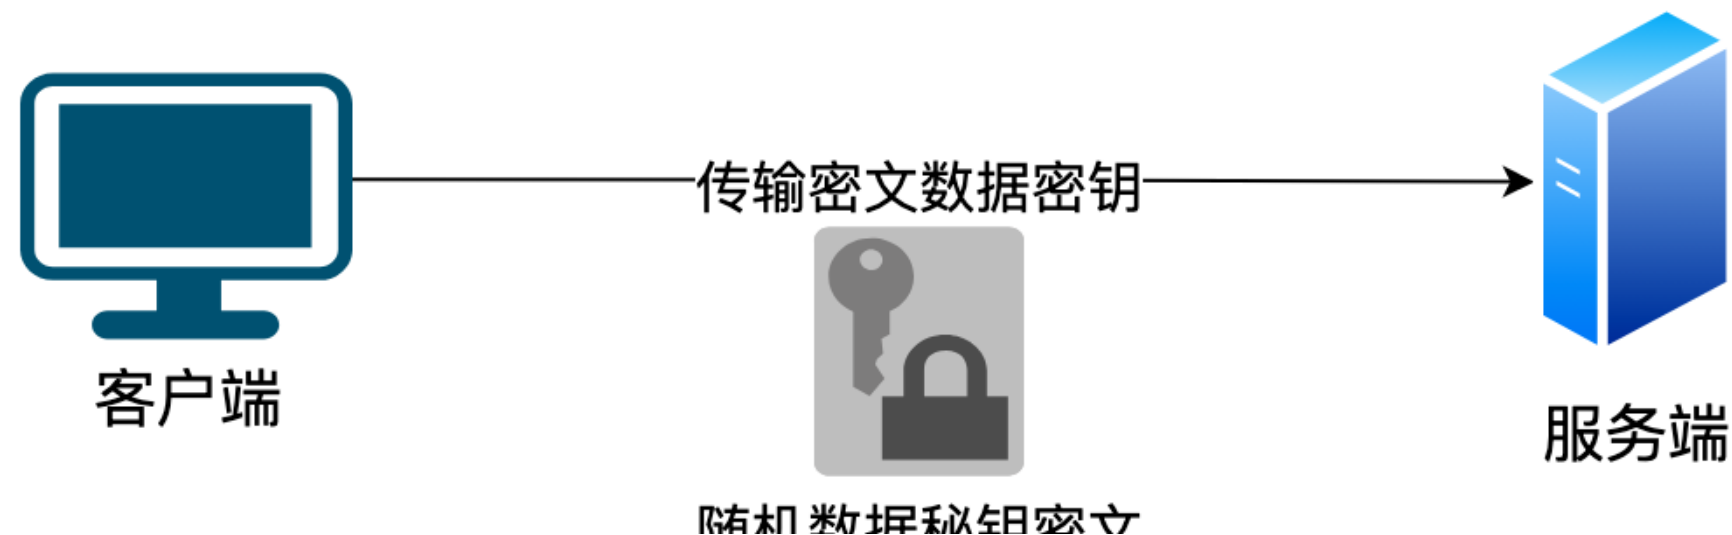 传输密文数据密钥
客户端
服务端
随机数据秘钥密文